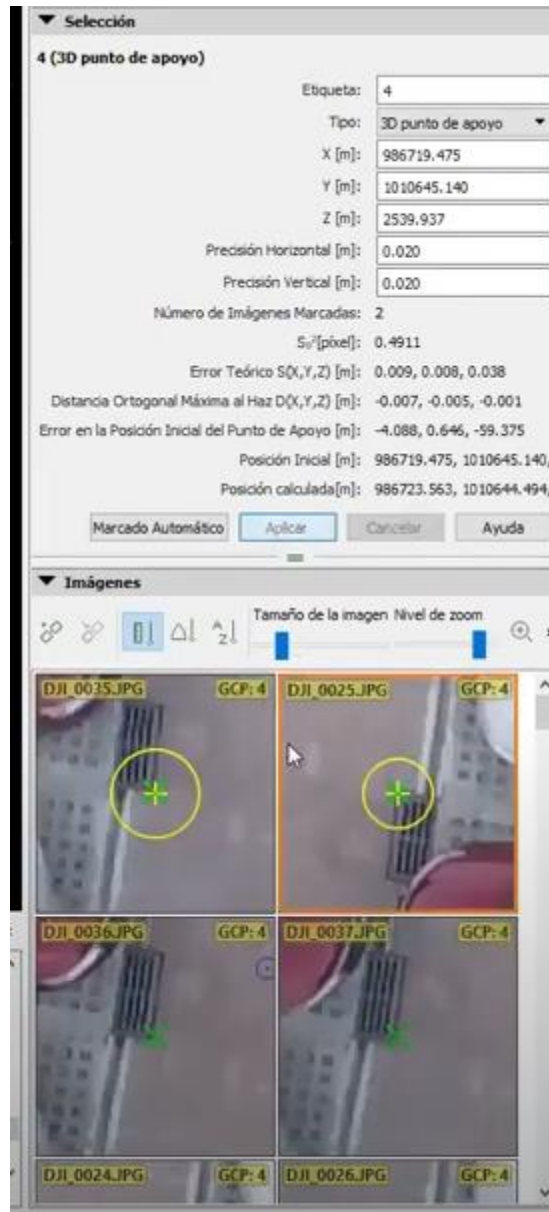 Selección
4 (3D punto de apoyo)
Etiqueta: 4
Tipo: 3D punto de apoyo
X [m]: 986719.475
Y [m]: 1010645.140
Z [m]: 2539.937
Precisión Horizontal [m]: 0.020
Precisión Vertical [m]: 0.020
Número de Imágenes Marcadas: 2
S₀²[píxel]: 0.4911
Error Teórico S(X,Y,Z) [m]: 0.009, 0.008, 0.038
Distancia Ortogonal Máxima al Haz D(X,Y,Z) [m]: -0.007, -0.005, -0.001
Error en la Posición Inicial del Punto de Apoyo [m]: -4.088, 0.646, -59.375
Posición Inicial [m]: 986719.475, 1010645.140,
Posición calculada[m]: 986723.563, 1010644.494,
Marcado Automático Aplicar Cancelar Ayuda
Imágenes
Tamaño de la imagen Nivel de zoom
DJI_0035.JPG GCP: 4 DJI_0025.JPG GCP: 4
DJI_0036.JPG GCP: 4 DJI_0037.JPG GCP: 4
DJI_0024.JPG GCP: 4 DJI_0026.JPG GCP: 4